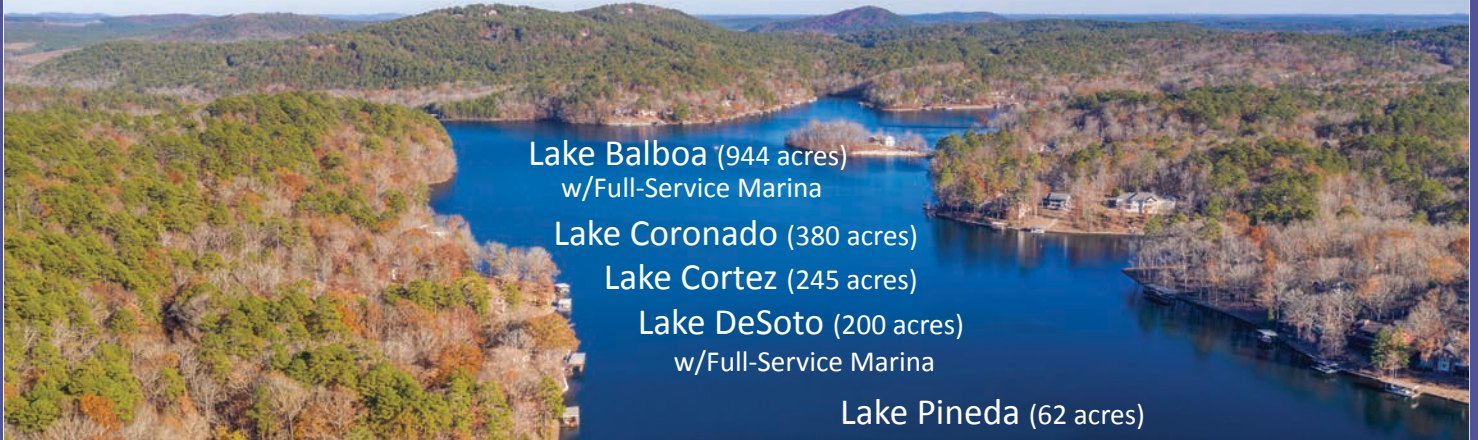 Lake Balboa (944 acres)
w/Full-Service Marina
Lake Coronado (380 acres)
Lake Cortez (245 acres)
Lake DeSoto (200 acres)
w/Full-Service Marina
Lake Pineda (62 acres)